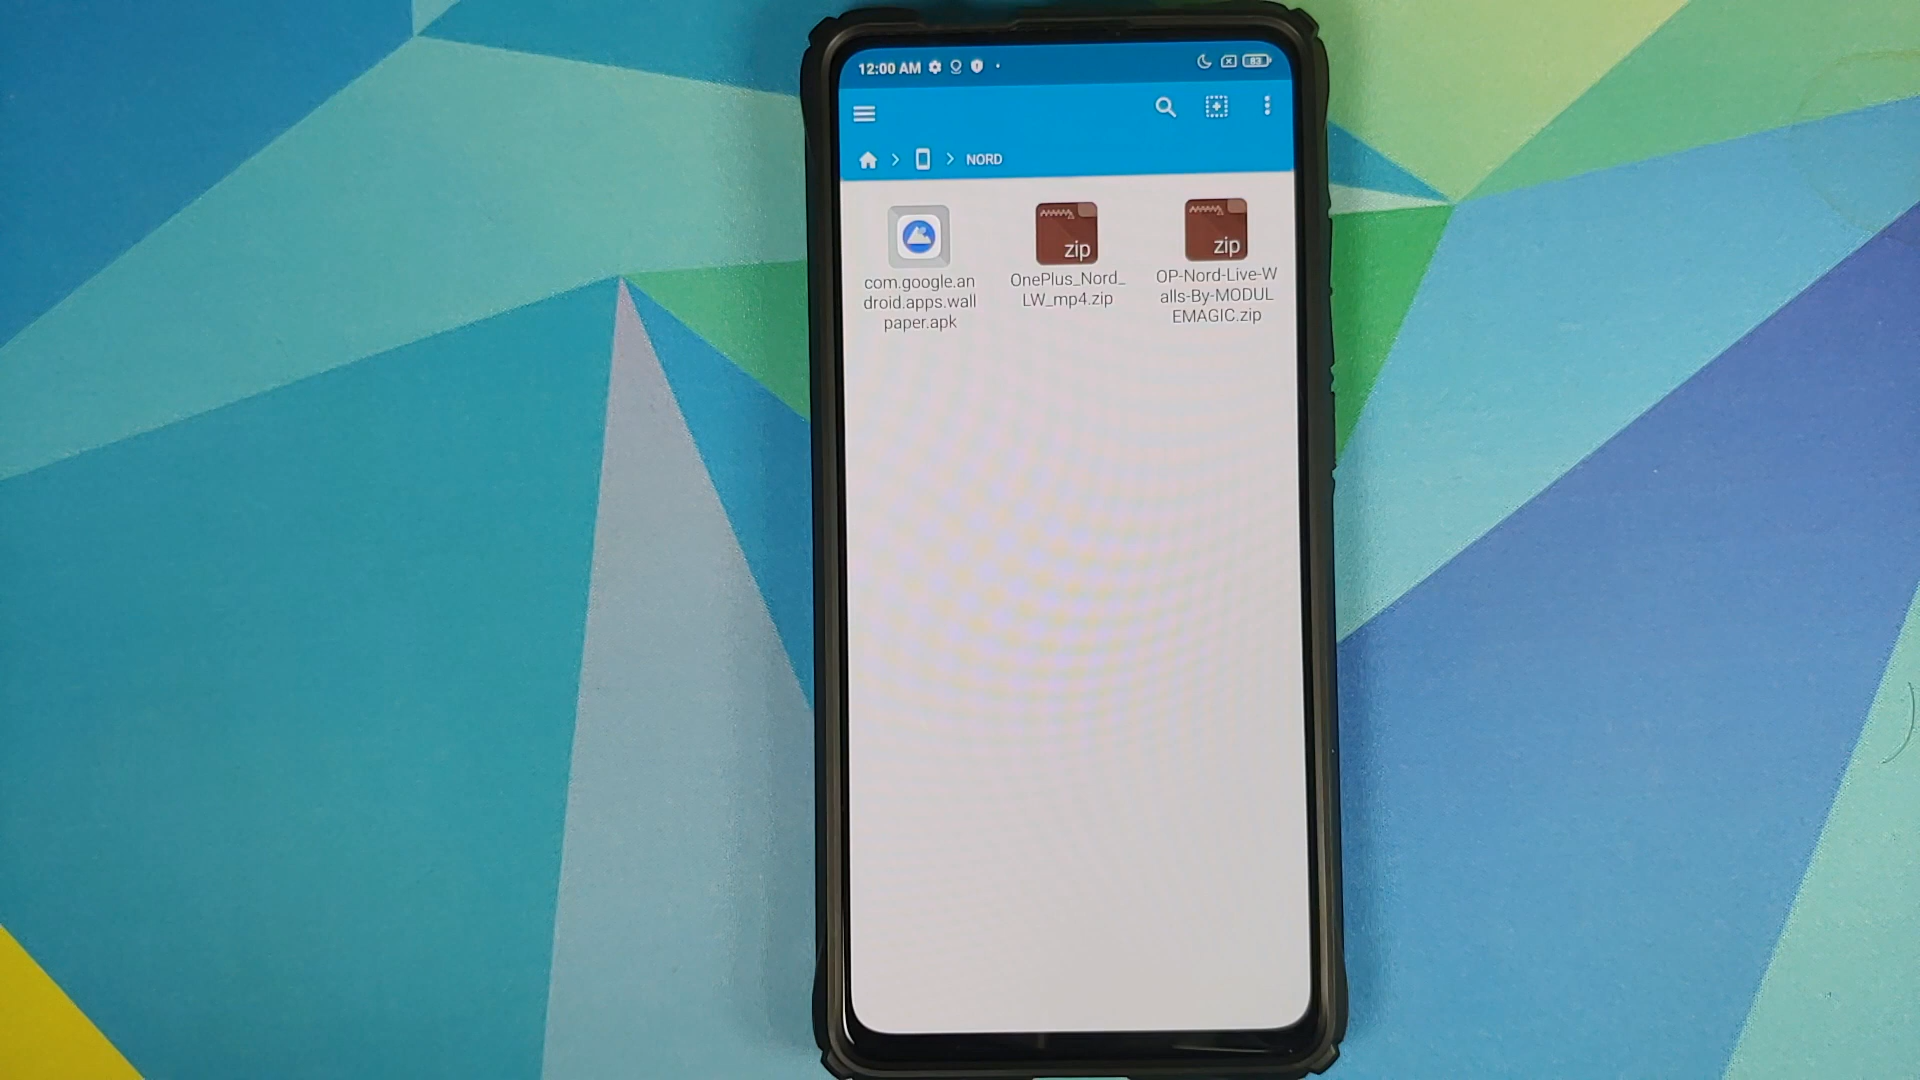 12:00 AM
83
NORD
com.google.an
droid.apps.wall
paper.apk
zip
OnePlus_Nord_
LW_mp4.zip
zip
OP-Nord-Live-W
alls-By-MODUL
EMAGIC.zip